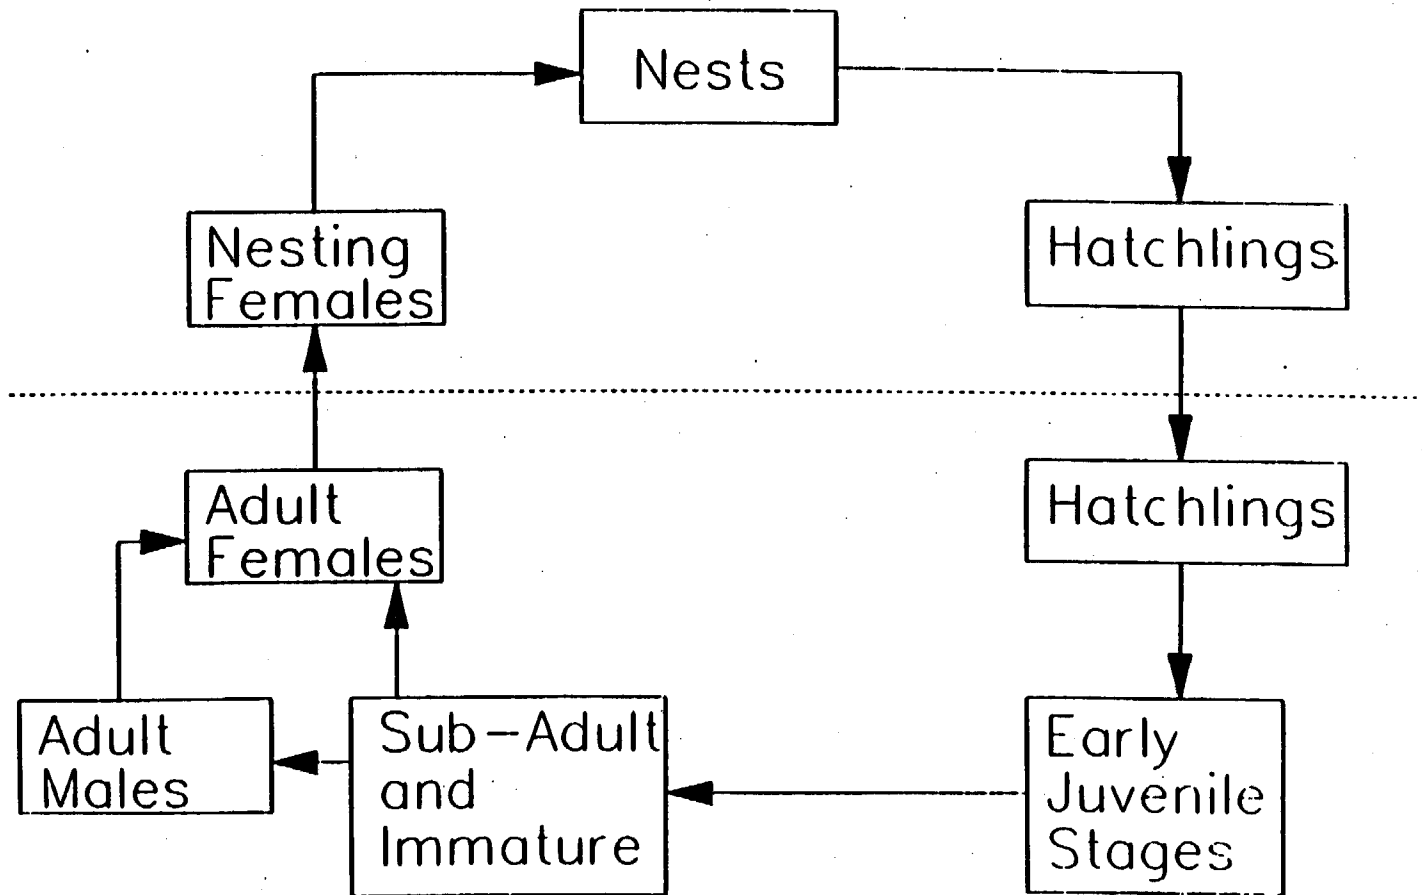 Nests
Nesting
Females
Hatchlings
Adult
Females
Hatchlings
Adult
Males
Sub-Adult
and
Immature
Early
Juvenile
Stages